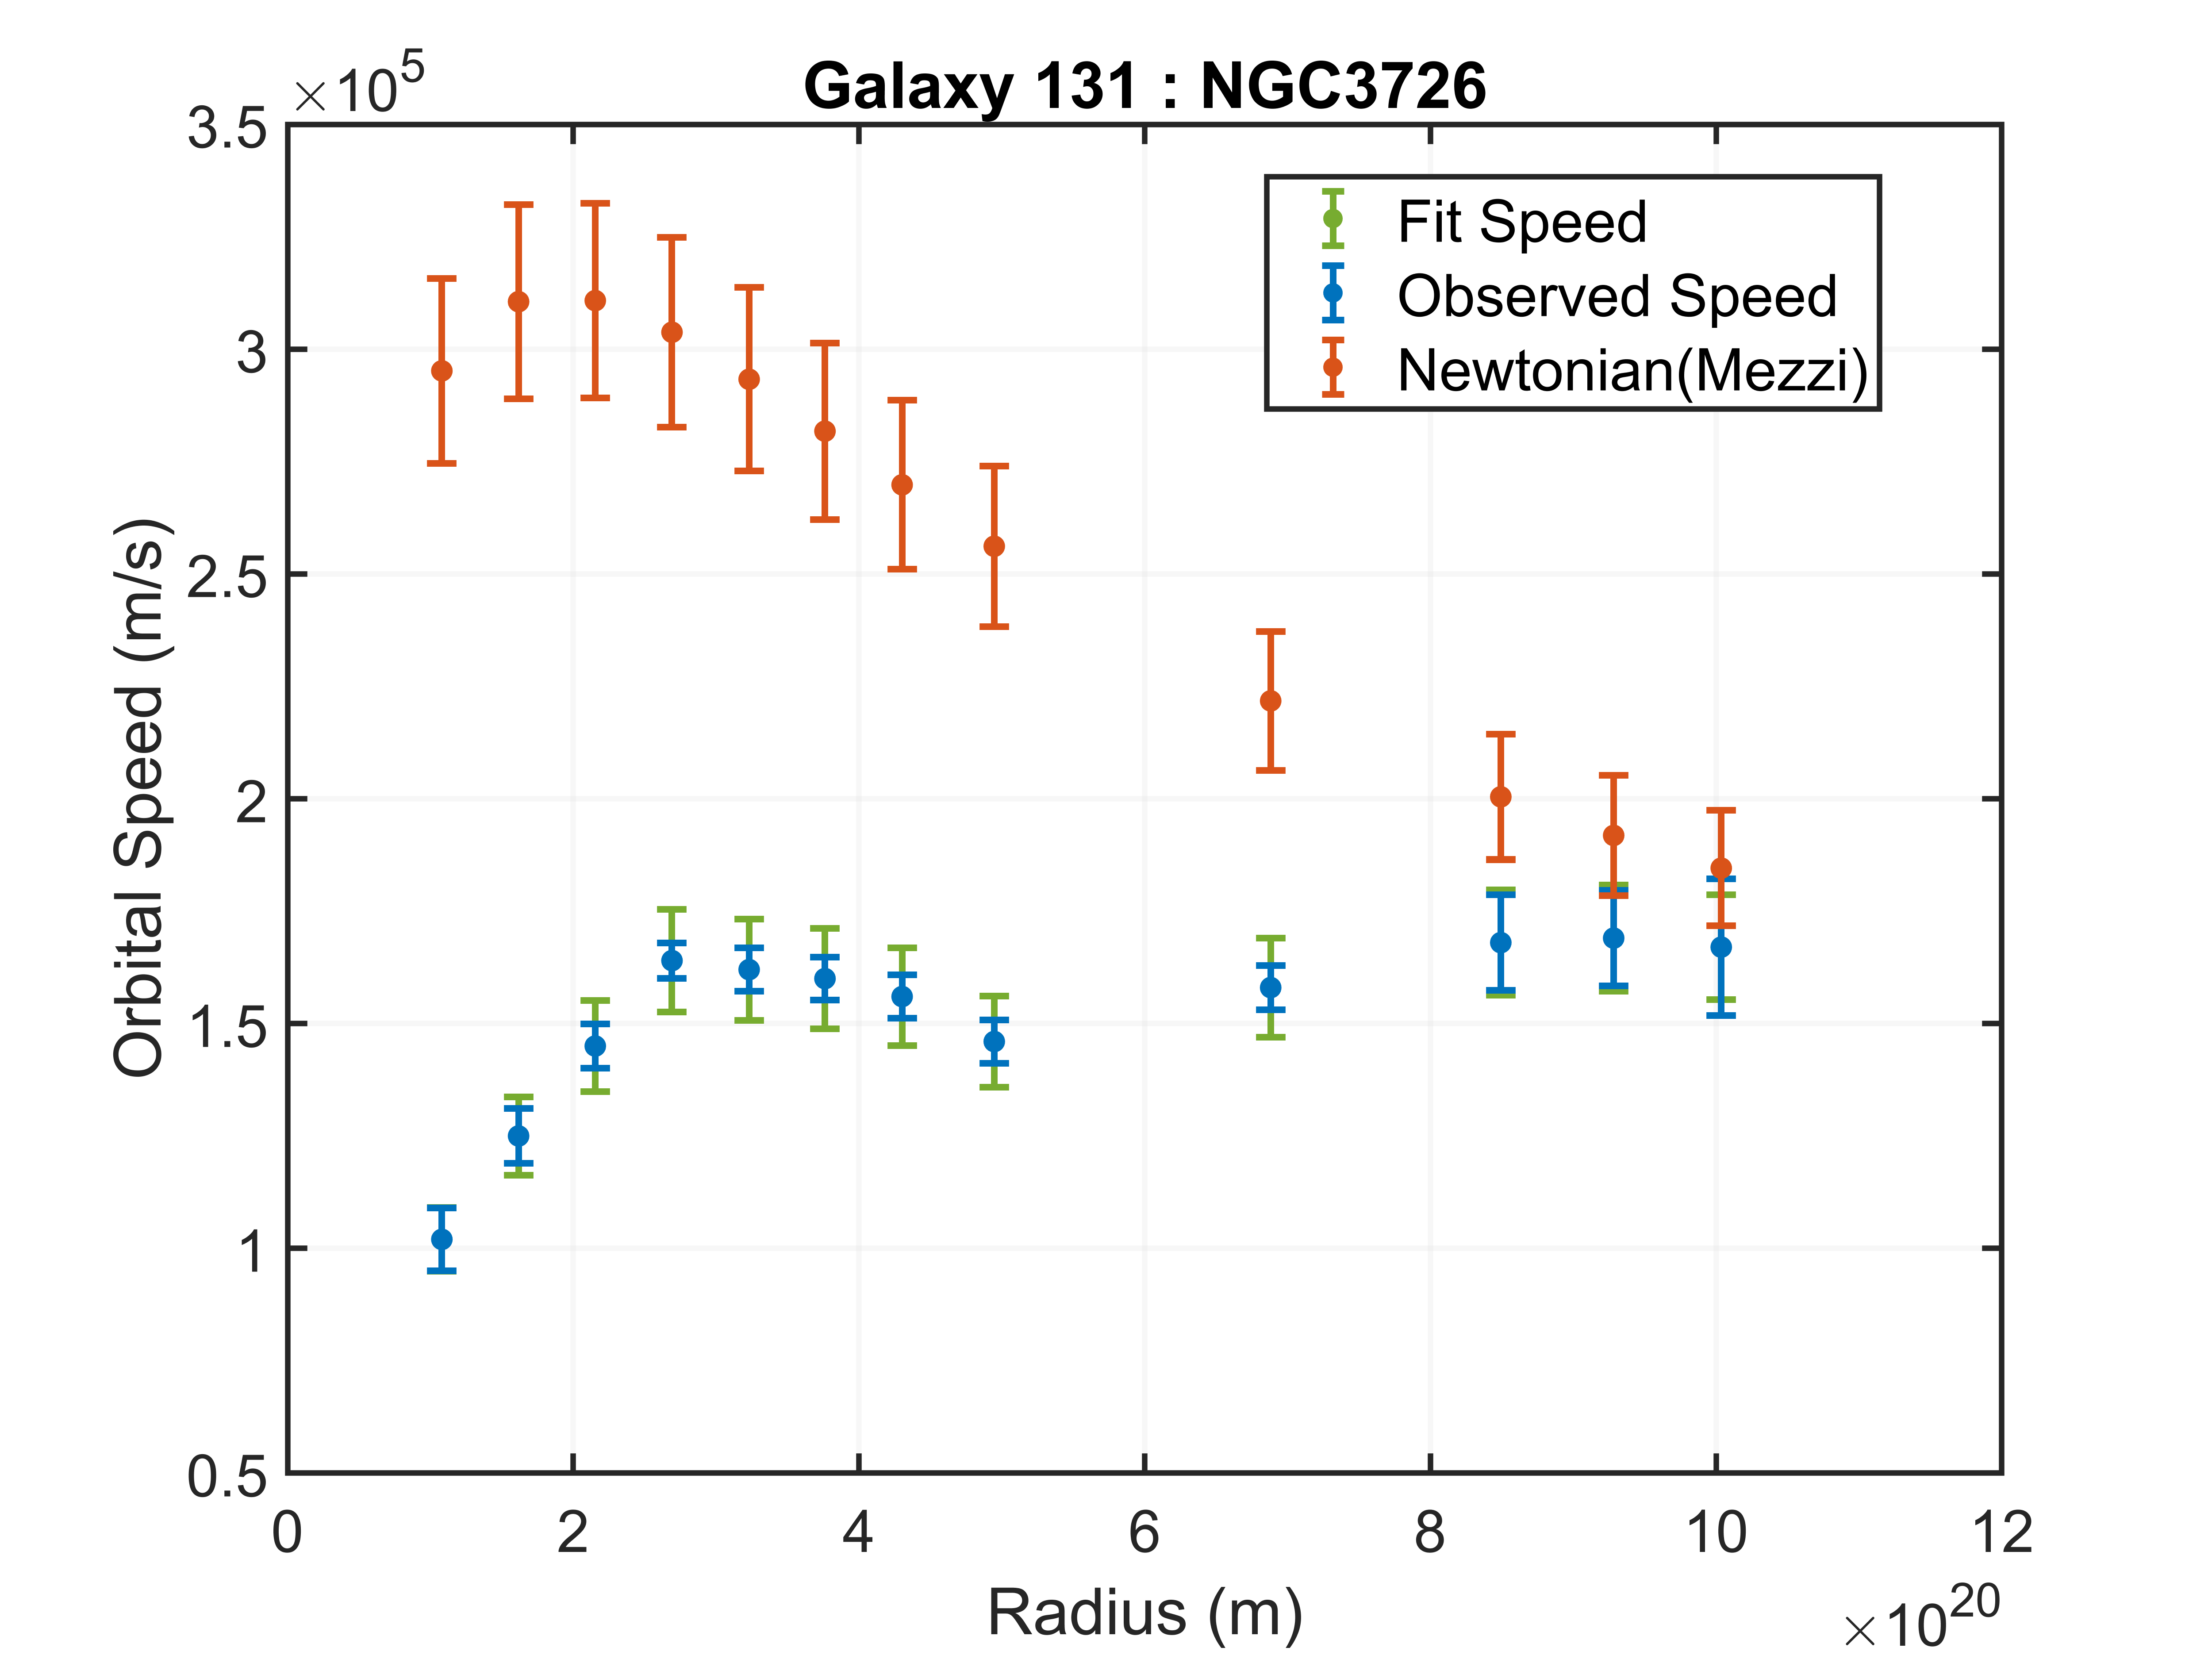 Galaxy 131 : NGC3726
×10^5
3.5
3
2.5
2
1.5
1
0.5
Orbital Speed (m/s)
Fit Speed
Observed Speed
Newtonian(Mezzi)
0 2 4 6 8 10 12
Radius (m)
×10^20